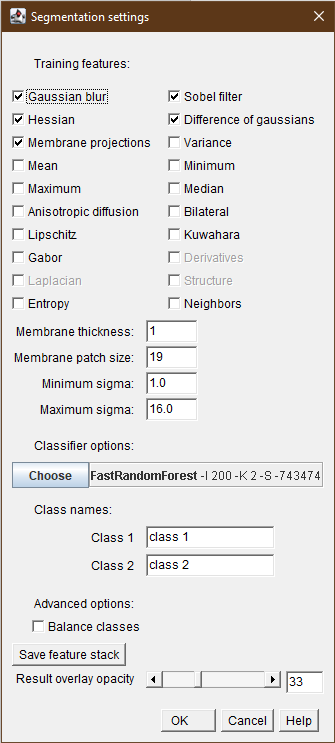 Segmentation settings
Training features:
Gaussian blur Sobel filter
Hessian Difference of gaussians
Membrane projections Variance
Mean Minimum
Maximum Median
Anisotropic diffusion Bilateral
Lipschitz Kuwahara
Gabor Derivatives
Laplacian Structure
Entropy Neighbors
Membrane thickness: 1
Membrane patch size: 19
Minimum sigma: 1.0
Maximum sigma: 16.0
Classifier options:
Choose FastRandomForest -I 200 -K 2 -S -743474
Class names:
Class 1 class 1
Class 2 class 2
Advanced options:
Balance classes
Save feature stack
Result overlay opacity 33
OK Cancel Help